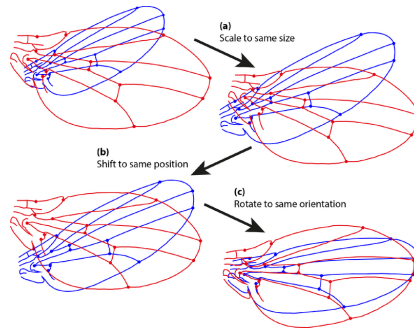 (a)
Scale to same size
(b)
Shift to same position
(c)
Rotate to same orientation